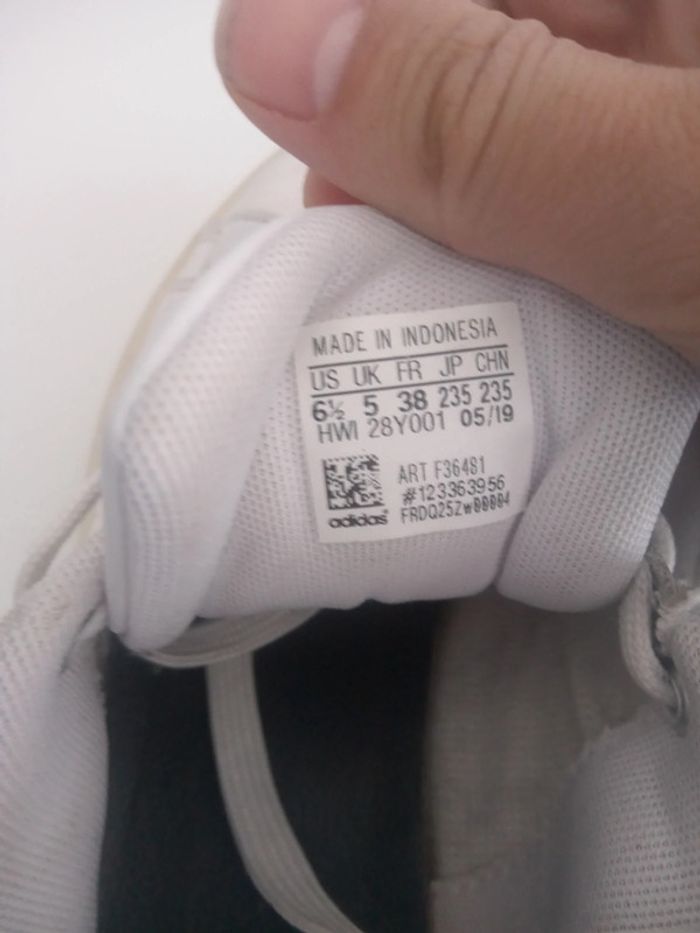 MADE IN INDONESIA
US UK FR JP CHN
6½ 5 38 235 235
HWI 28Y001 05/19
ART F36481
#123363956
adidas FRDQ25Zw00004